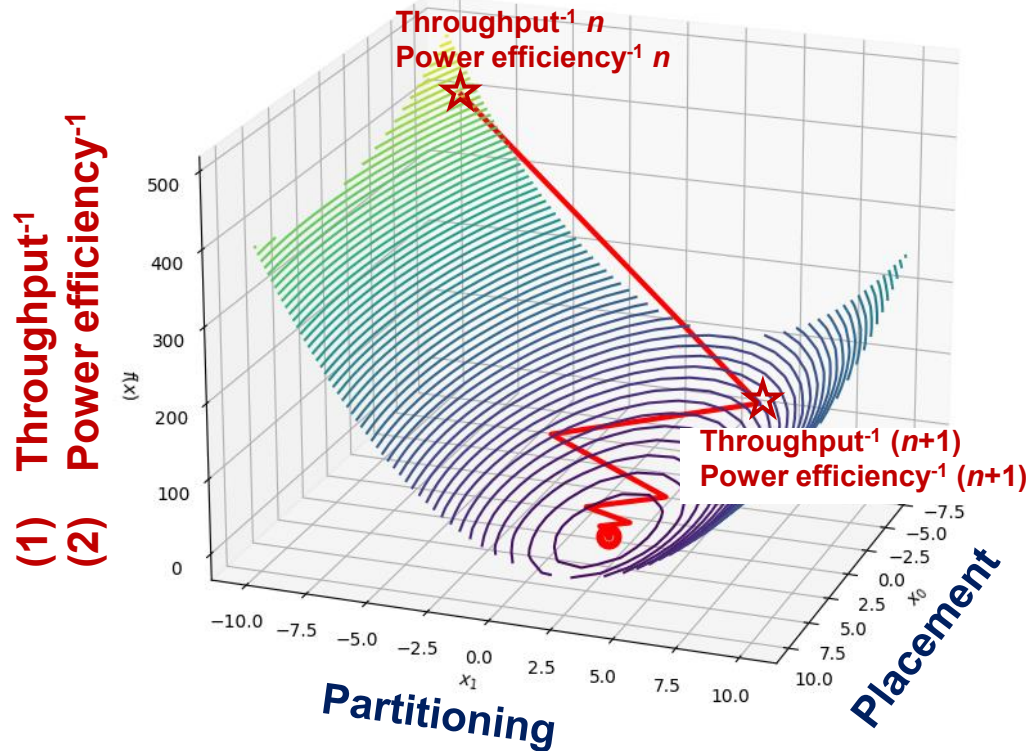 Throughput⁻¹ n
Power efficiency⁻¹ n
(1) Throughput⁻¹
(2) Power efficiency⁻¹
500
400
300
200
100
0
f(x)
Throughput⁻¹ (n+1)
Power efficiency⁻¹ (n+1)
−10.0
−7.5
−5.0
−2.5
0.0
2.5
5.0
7.5
10.0
x₁
Partitioning
−7.5
−5.0
−2.5
0.0
2.5
5.0
7.5
10.0
x₀
Placement